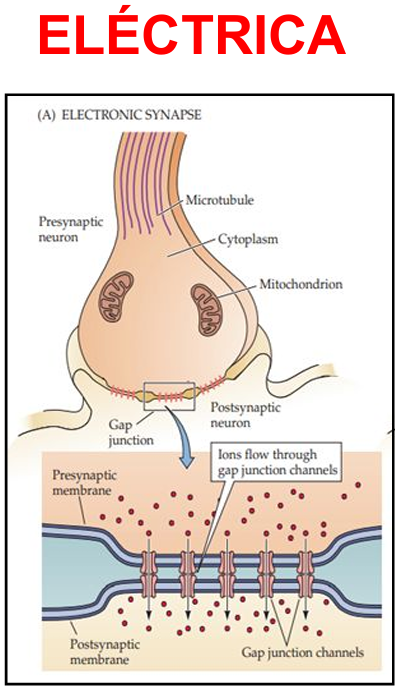 ELÉCTRICA
(A) ELECTRONIC SYNAPSE
Microtubule
Presynaptic
neuron
Cytoplasm
Mitochondrion
Gap
junction
Postsynaptic
neuron
Ions flow through
gap junction channels
Presynaptic
membrane
Postsynaptic
membrane
Gap junction channels